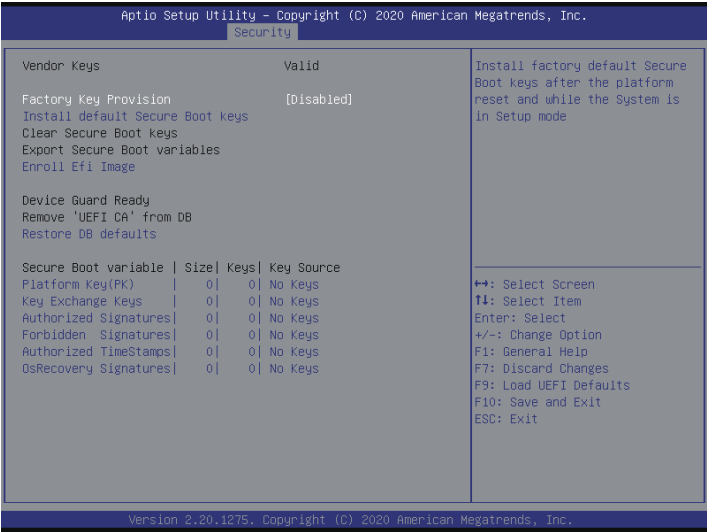 Aptio Setup Utility – Copyright (C) 2020 American Megatrends, Inc.
Security
Vendor Keys Valid
Factory Key Provision [Disabled]
Install default Secure Boot keys
Clear Secure Boot keys
Export Secure Boot variables
Enroll Efi Image
Device Guard Ready
Remove 'UEFI CA' from DB
Restore DB defaults
Secure Boot variable | Size| Keys| Key Source
Platform Key(PK) | 0| 0| No Keys
Key Exchange Keys | 0| 0| No Keys
Authorized Signatures| 0| 0| No Keys
Forbidden Signatures| 0| 0| No Keys
Authorized TimeStamps| 0| 0| No Keys
OsRecovery Signatures| 0| 0| No Keys
Install factory default Secure
Boot keys after the platform
reset and while the System is
in Setup mode
↔: Select Screen
↑↓: Select Item
Enter: Select
+/-: Change Option
F1: General Help
F7: Discard Changes
F9: Load UEFI Defaults
F10: Save and Exit
ESC: Exit
Version 2.20.1275. Copyright (C) 2020 American Megatrends, Inc.